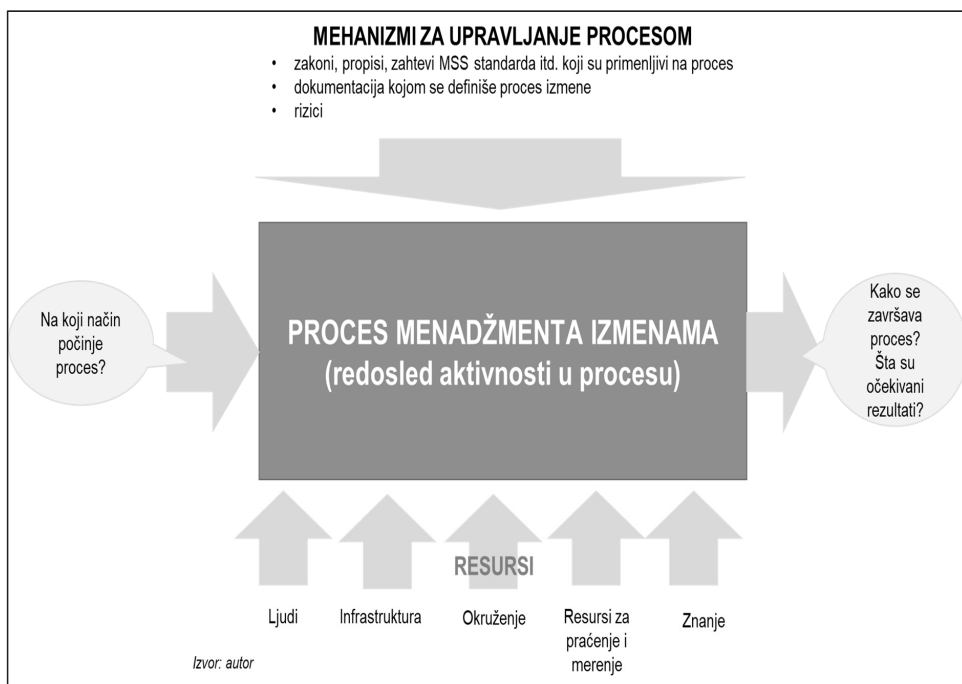 MEHANIZMI ZA UPRAVLJANJE PROCESOM
• zakoni, propisi, zahtevi MSS standarda itd. koji su primenljivi na proces
• dokumentacija kojom se definiše proces izmene
• rizici
Na koji način
počinje
proces?
PROCES MENADŽMENTA IZMENAMA
(redosled aktivnosti u procesu)
Kako se
završava
proces?
Šta su
očekivani
rezultati?
RESURSI
Ljudi
Infrastruktura
Okruženje
Resursi za
praćenje i
merenje
Znanje
Izvor: autor